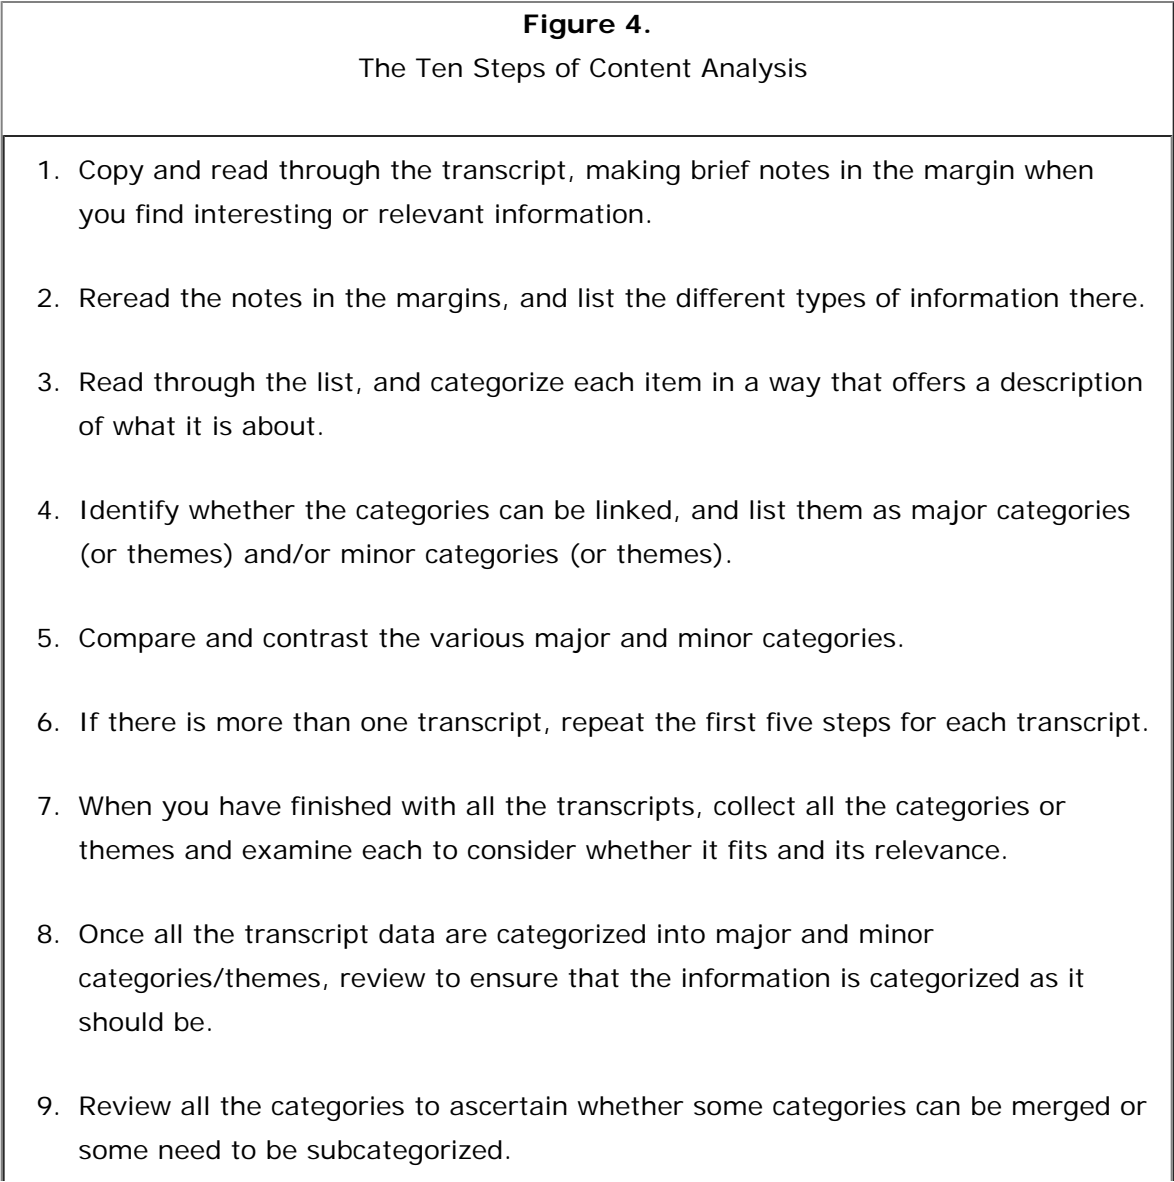 Figure 4.
The Ten Steps of Content Analysis
1. Copy and read through the transcript, making brief notes in the margin when
you find interesting or relevant information.
2. Reread the notes in the margins, and list the different types of information there.
3. Read through the list, and categorize each item in a way that offers a description
of what it is about.
4. Identify whether the categories can be linked, and list them as major categories
(or themes) and/or minor categories (or themes).
5. Compare and contrast the various major and minor categories.
6. If there is more than one transcript, repeat the first five steps for each transcript.
7. When you have finished with all the transcripts, collect all the categories or
themes and examine each to consider whether it fits and its relevance.
8. Once all the transcript data are categorized into major and minor
categories/themes, review to ensure that the information is categorized as it
should be.
9. Review all the categories to ascertain whether some categories can be merged or
some need to be subcategorized.